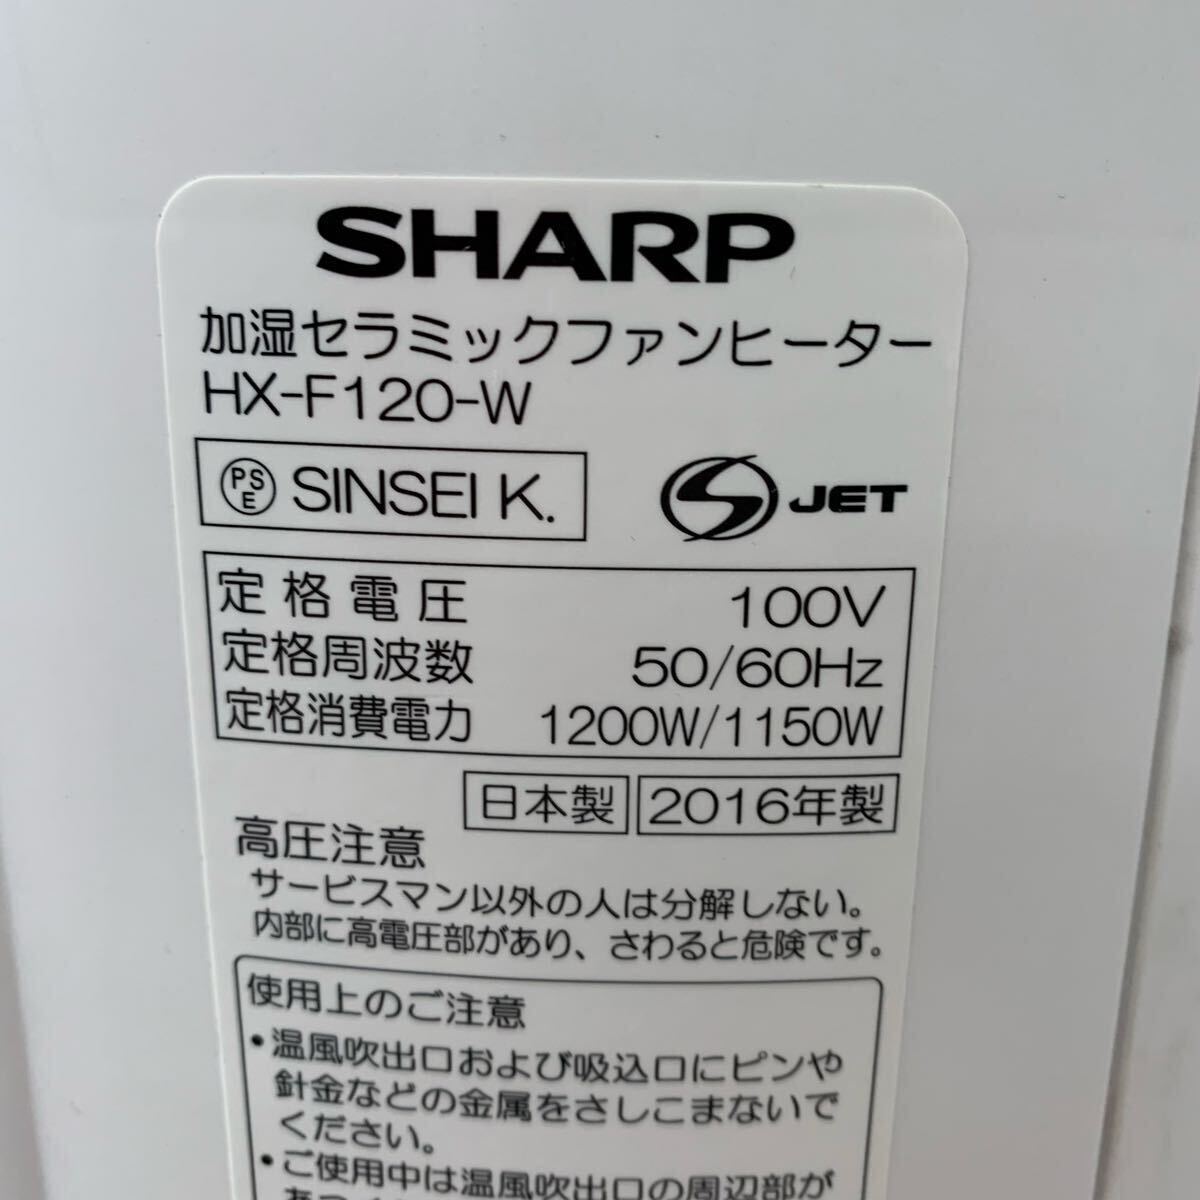 SHARP
加湿セラミックファンヒーター
HX-F120-W
PSE SINSEI K.
S JET
定格電圧 100V
定格周波数 50/60Hz
定格消費電力 1200W/1150W
日本製 2016年製
高圧注意
サービスマン以外の人は分解しない。
内部に高電圧部があり、さわると危険です。
使用上のご注意
・温風吹出口および吸込口にピンや
針金などの金属をさしこまないで
ください。
・ご使用中は温風吹出口の周辺部が